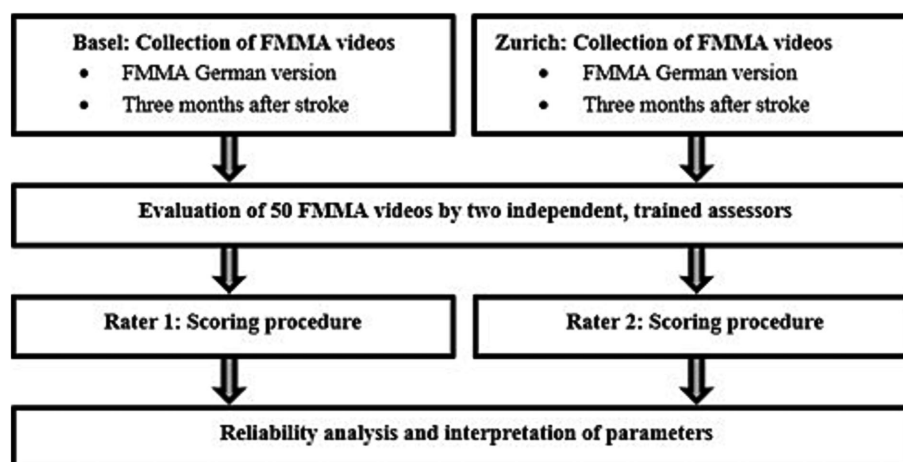 Basel: Collection of FMMA videos
• FMMA German version
• Three months after stroke
Zurich: Collection of FMMA videos
• FMMA German version
• Three months after stroke
Evaluation of 50 FMMA videos by two independent, trained assessors
Rater 1: Scoring procedure
Rater 2: Scoring procedure
Reliability analysis and interpretation of parameters